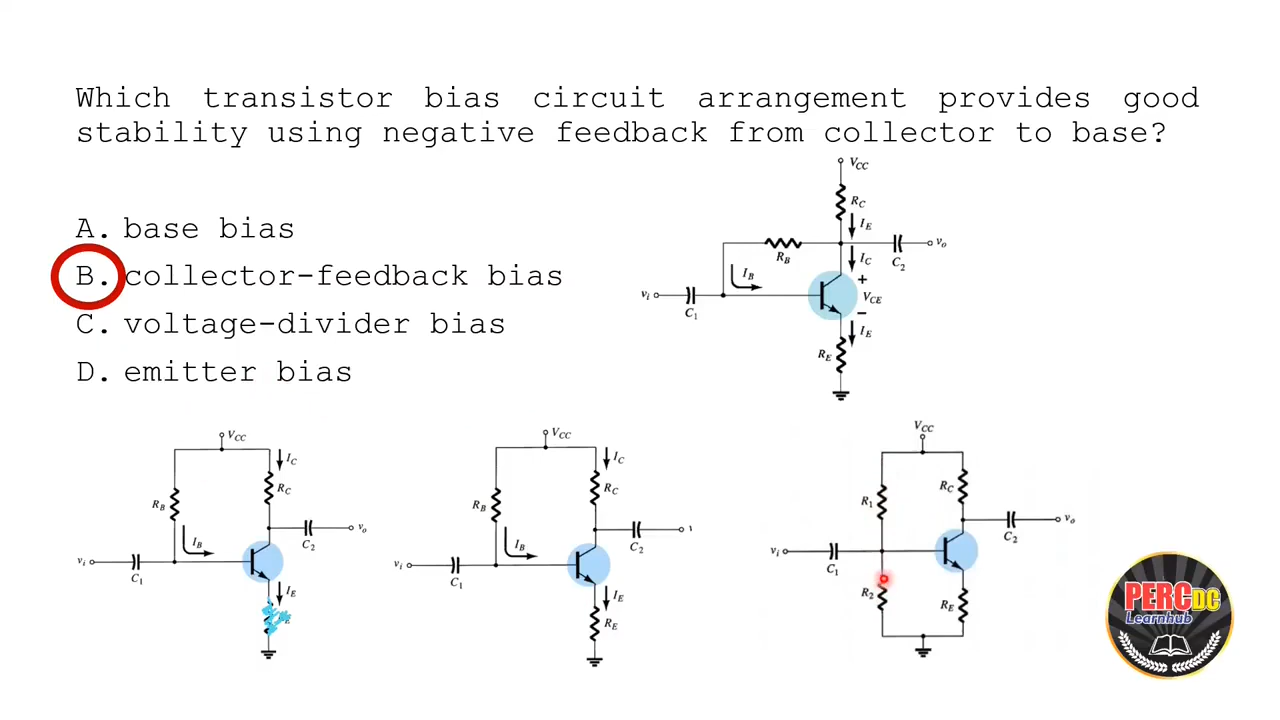 Which transistor bias circuit arrangement provides good
stability using negative feedback from collector to base?
A. base bias
B. collector-feedback bias
C. voltage-divider bias
D. emitter bias
VCC
RC
IE
vo
RB
C2
IC
IB
+
VCE
vi
C1
−
IE
RE
VCC
IC
RC
RB
vo
C2
IB
vi
C1
IE
VCC
IC
RC
RB
C2
IB
vi
C1
IE
RE
VCC
RC
R1
vo
C2
vi
C1
R2
RE
PERCDC
Learnhub